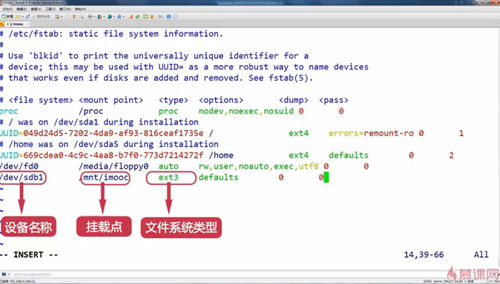 # /etc/fstab: static file system information.
#
# Use 'blkid' to print the universally unique identifier for a
# device; this may be used with UUID= as a more robust way to name devices
# that works even if disks are added and removed. See fstab(5).
#
# <file system> <mount point> <type> <options> <dump> <pass>
proc /proc proc nodev,noexec,nosuid 0 0
# / was on /dev/sda1 during installation
UUID=049d24d5-7202-4da9-af93-816ceaf1735e / ext4 errors=remount-ro 0 1
# /home was on /dev/sda5 during installation
UUID=669cdea0-4c9c-4aa8-b7f0-773d7214272f /home ext4 defaults 0 2
/dev/fd0 /media/floppy0 auto rw,user,noauto,exec,utf8 0 0
/dev/sdb1 /mnt/imooc ext3 defaults 0 0
设备名称 挂载点 文件系统类型
-- INSERT -- 14,39-66 All
慕课网